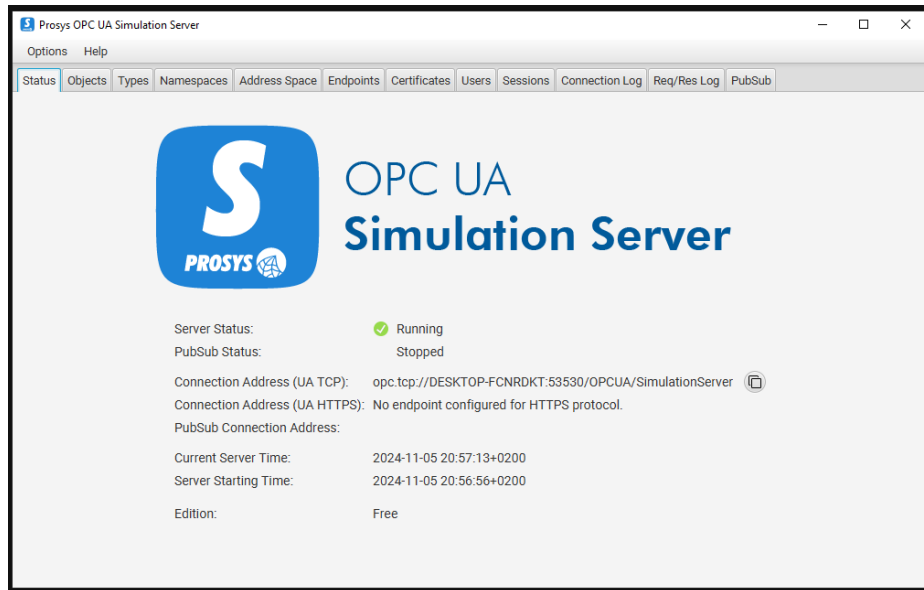 Prosys OPC UA Simulation Server
Options Help
Status Objects Types Namespaces Address Space Endpoints Certificates Users Sessions Connection Log Req/Res Log PubSub
S
PROSYS
OPC UA
Simulation Server
Server Status: Running
PubSub Status: Stopped
Connection Address (UA TCP): opc.tcp://DESKTOP-FCNRDKT:53530/OPCUA/SimulationServer
Connection Address (UA HTTPS): No endpoint configured for HTTPS protocol.
PubSub Connection Address:
Current Server Time: 2024-11-05 20:57:13+0200
Server Starting Time: 2024-11-05 20:56:56+0200
Edition: Free